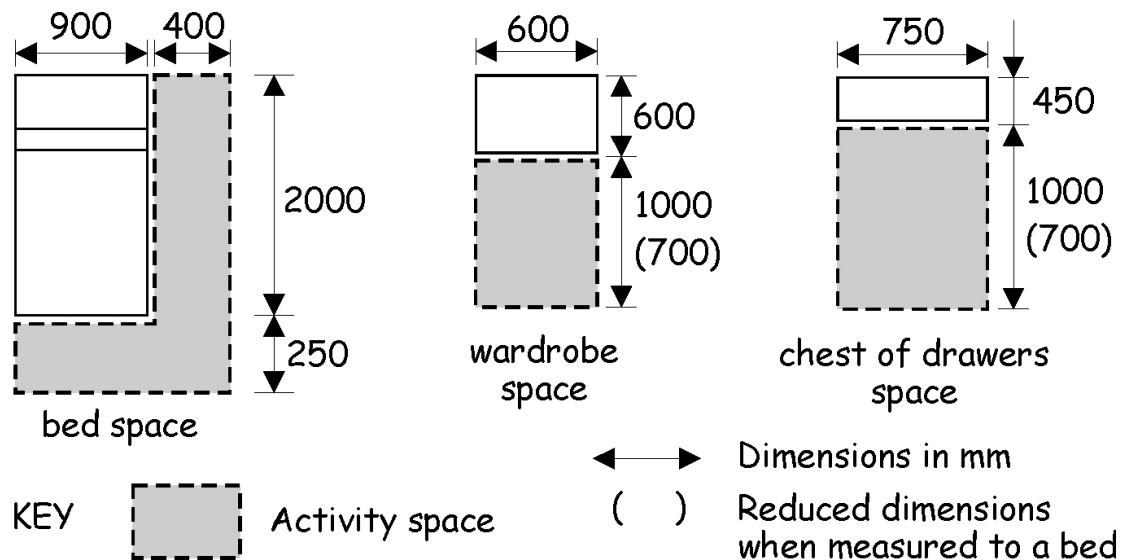 900 400
600
750
2000
250
600
1000
(700)
450
1000
(700)
bed space
wardrobe
space
chest of drawers
space
KEY
Activity space
Dimensions in mm
( ) Reduced dimensions
when measured to a bed